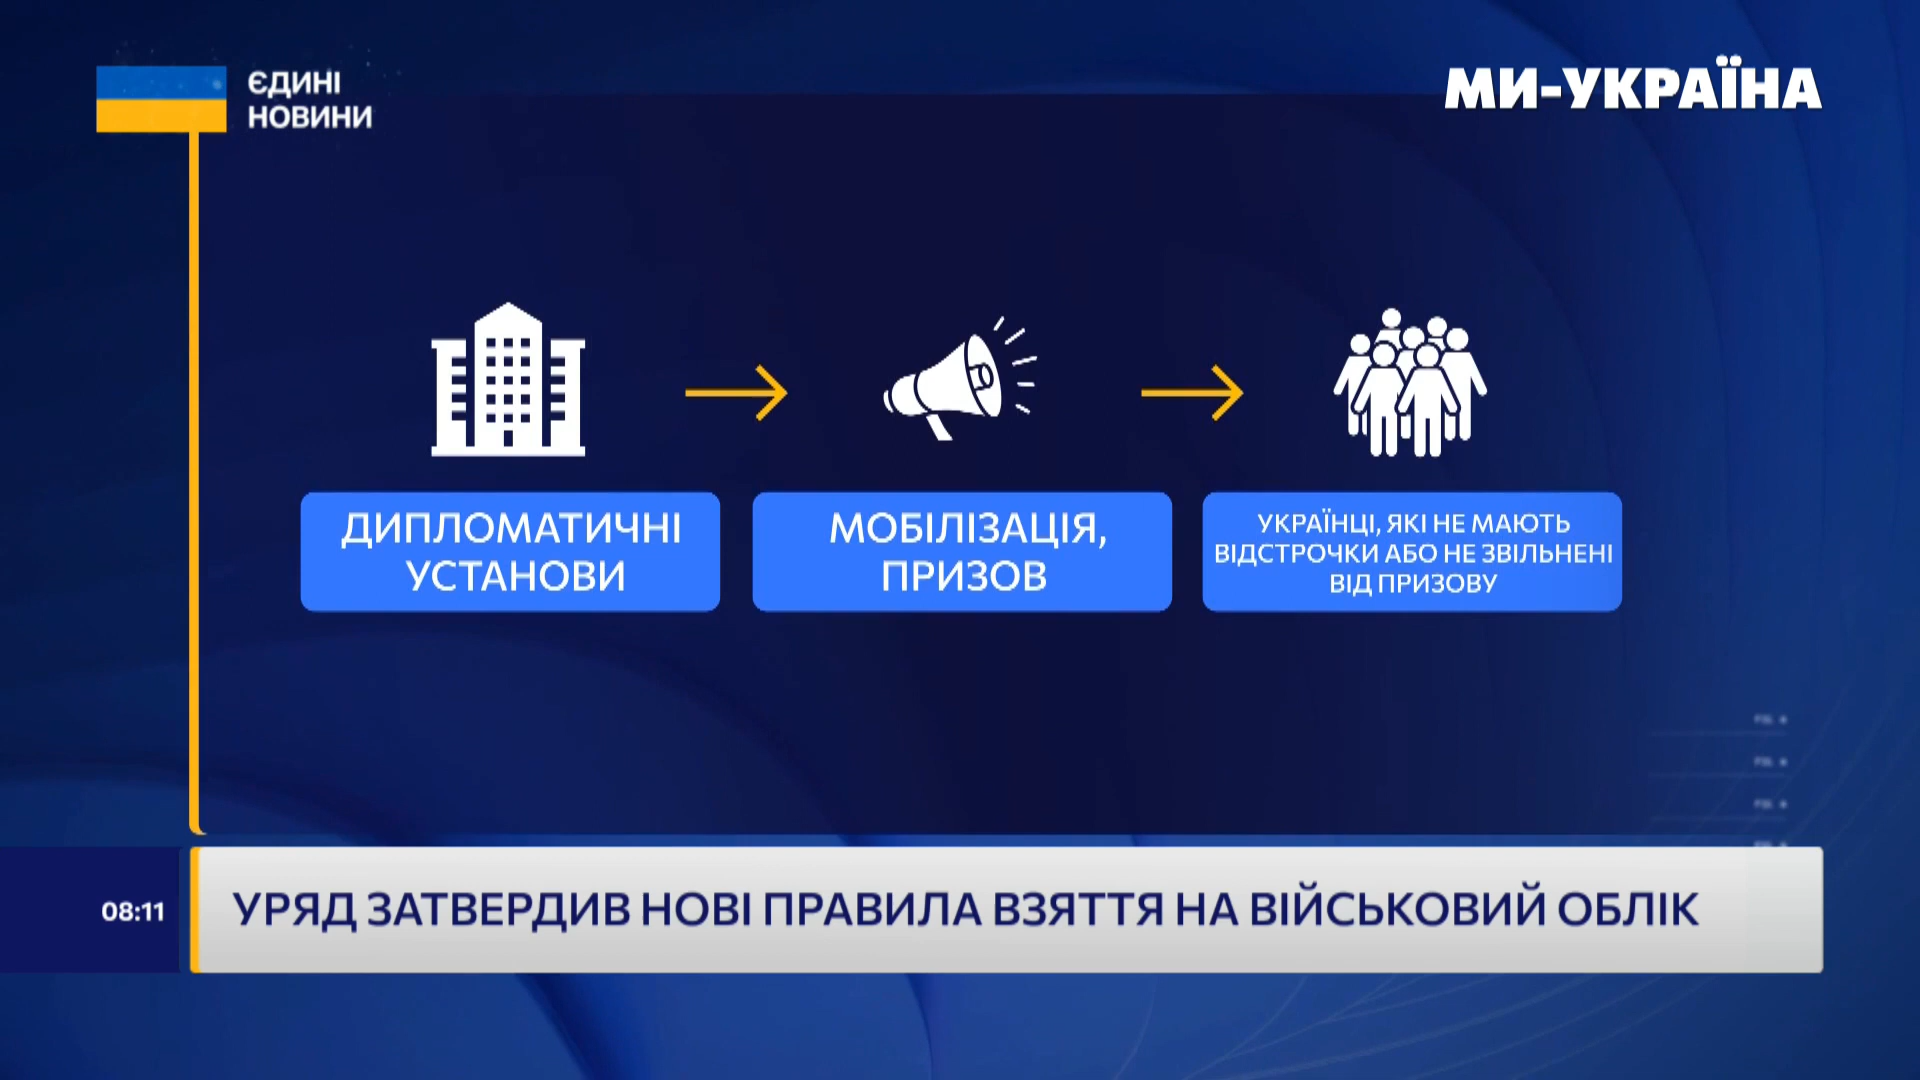 ЄДИНІ
НОВИНИ
МИ-УКРАЇНА
ДИПЛОМАТИЧНІ
УСТАНОВИ
МОБІЛІЗАЦІЯ,
ПРИЗОВ
УКРАЇНЦІ, ЯКІ НЕ МАЮТЬ
ВІДСТРОЧКИ АБО НЕ ЗВІЛЬНЕНІ
ВІД ПРИЗОВУ
08:11
УРЯД ЗАТВЕРДИВ НОВІ ПРАВИЛА ВЗЯТТЯ НА ВІЙСЬКОВИЙ ОБЛІК